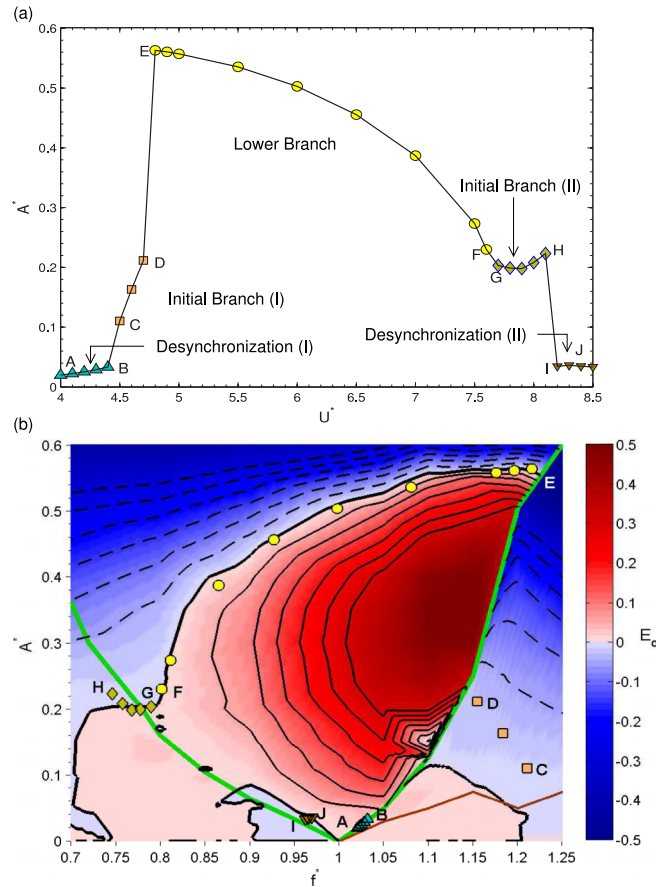 (a)
0.6
0.5
0.4
0.3
0.2
0.1
0
A*
E
Lower Branch
Initial Branch (II)
F
G
H
D
Initial Branch (I)
C
Desynchronization (I)
Desynchronization (II)
A
B
I
J
4 4.5 5 5.5 6 6.5 7 7.5 8 8.5
U*
(b)
0.6
0.5
0.4
0.3
0.2
0.1
0
A*
E
H
G
F
D
C
I
J
A
B
0.7 0.75 0.8 0.85 0.9 0.95 1 1.05 1.1 1.15 1.2 1.25
f*
0.5
0.4
0.3
0.2
0.1
0
-0.1
-0.2
-0.3
-0.4
-0.5